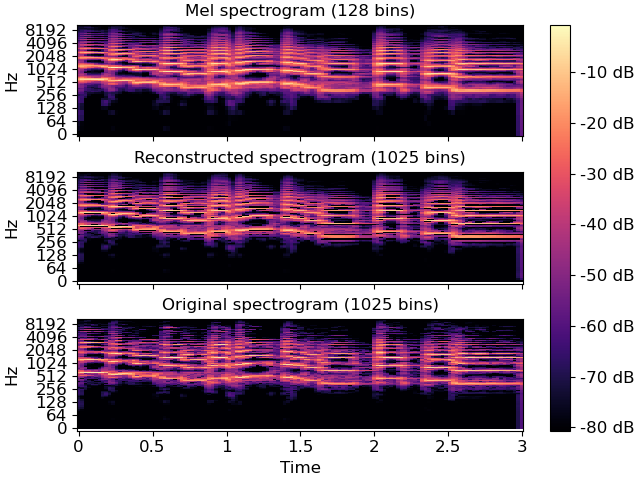 Mel spectrogram (128 bins)
8192
4096
2048
1024
512
256
128
64
0
Hz
Reconstructed spectrogram (1025 bins)
8192
4096
2048
1024
512
256
128
64
0
Hz
Original spectrogram (1025 bins)
8192
4096
2048
1024
512
256
128
64
0
Hz
0 0.5 1 1.5 2 2.5 3
Time
-10 dB
-20 dB
-30 dB
-40 dB
-50 dB
-60 dB
-70 dB
-80 dB